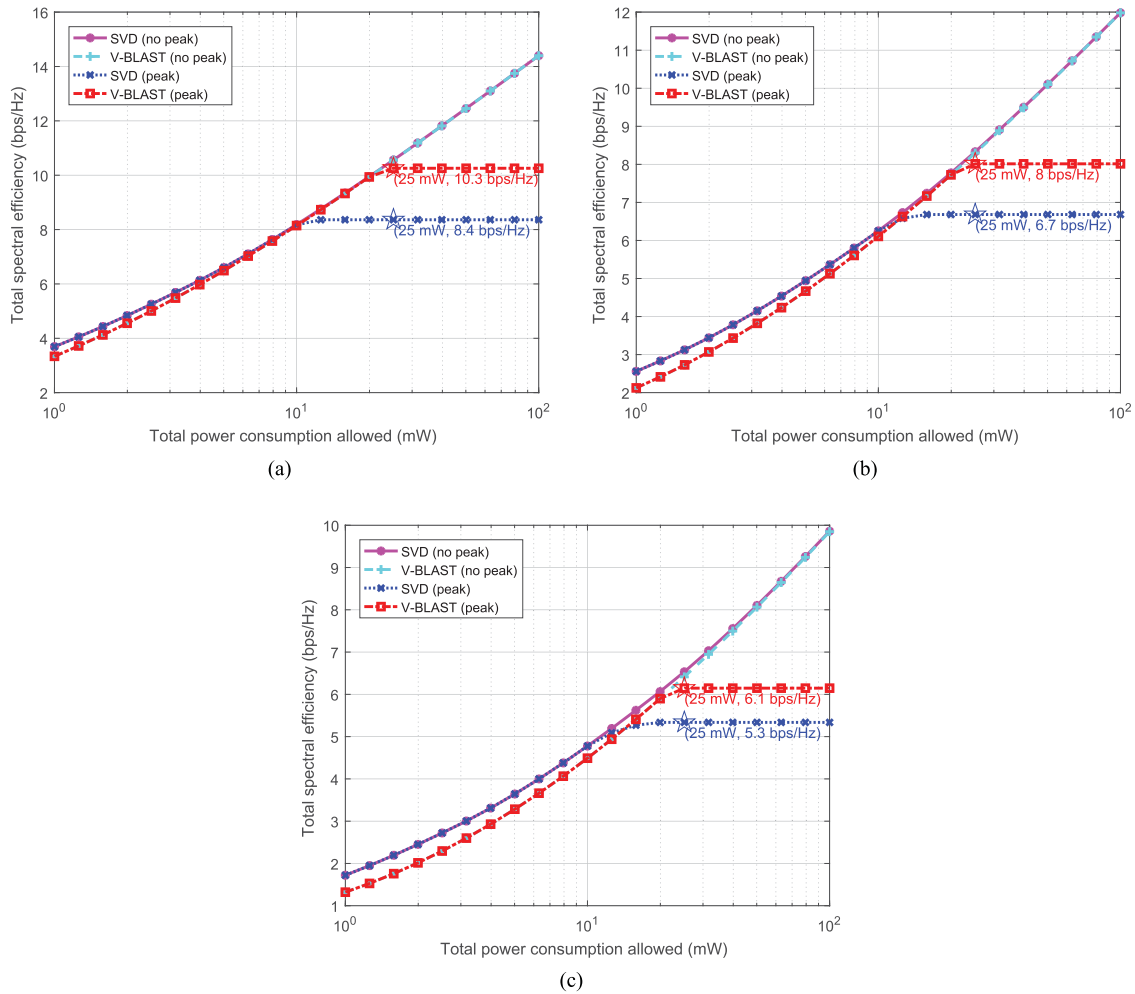 16
14
12
10
8
6
4
2
Total spectral efficiency (bps/Hz)
SVD (no peak)
V-BLAST (no peak)
SVD (peak)
V-BLAST (peak)
(25 mW, 10.3 bps/Hz)
(25 mW, 8.4 bps/Hz)
10^0 10^1 10^2
Total power consumption allowed (mW)
(a)
12
11
10
9
8
7
6
5
4
3
2
Total spectral efficiency (bps/Hz)
SVD (no peak)
V-BLAST (no peak)
SVD (peak)
V-BLAST (peak)
(25 mW, 8 bps/Hz)
(25 mW, 6.7 bps/Hz)
10^0 10^1 10^2
Total power consumption allowed (mW)
(b)
10
9
8
7
6
5
4
3
2
1
Total spectral efficiency (bps/Hz)
SVD (no peak)
V-BLAST (no peak)
SVD (peak)
V-BLAST (peak)
(25 mW, 6.1 bps/Hz)
(25 mW, 5.3 bps/Hz)
10^0 10^1 10^2
Total power consumption allowed (mW)
(c)